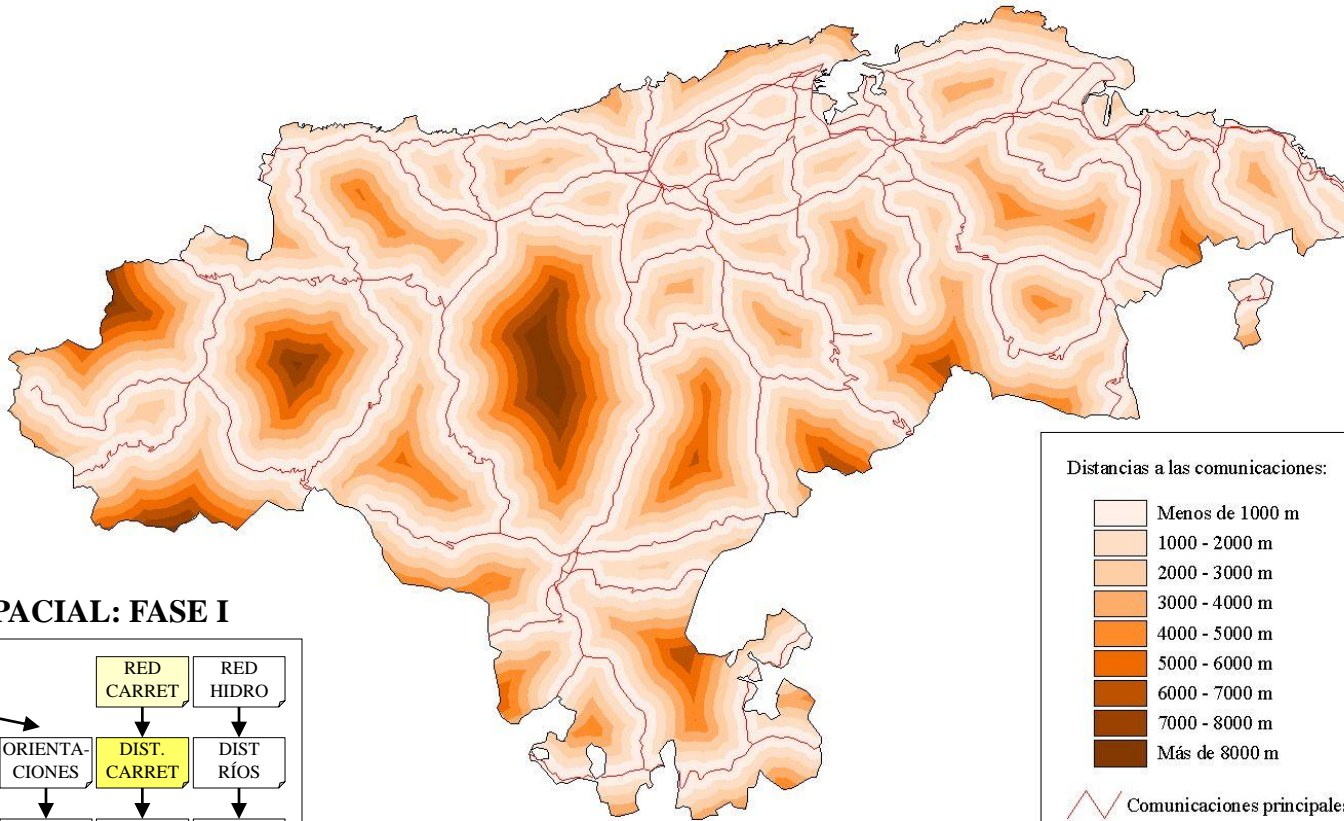 Distancias a las comunicaciones:
Menos de 1000 m
1000 - 2000 m
2000 - 3000 m
3000 - 4000 m
4000 - 5000 m
5000 - 6000 m
6000 - 7000 m
7000 - 8000 m
Más de 8000 m
Comunicaciones principales
PACIAL: FASE I
RED
CARRET
RED
HIDRO
ORIENTA-
CIONES
DIST.
CARRET
DIST
RÍOS